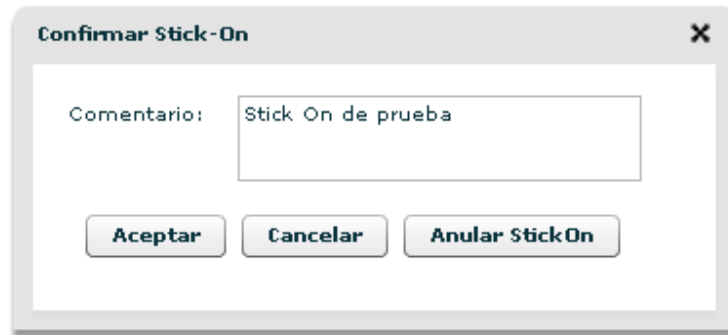 Confirmar Stick-On
Comentario: Stick On de prueba
Aceptar Cancelar Anular StickOn